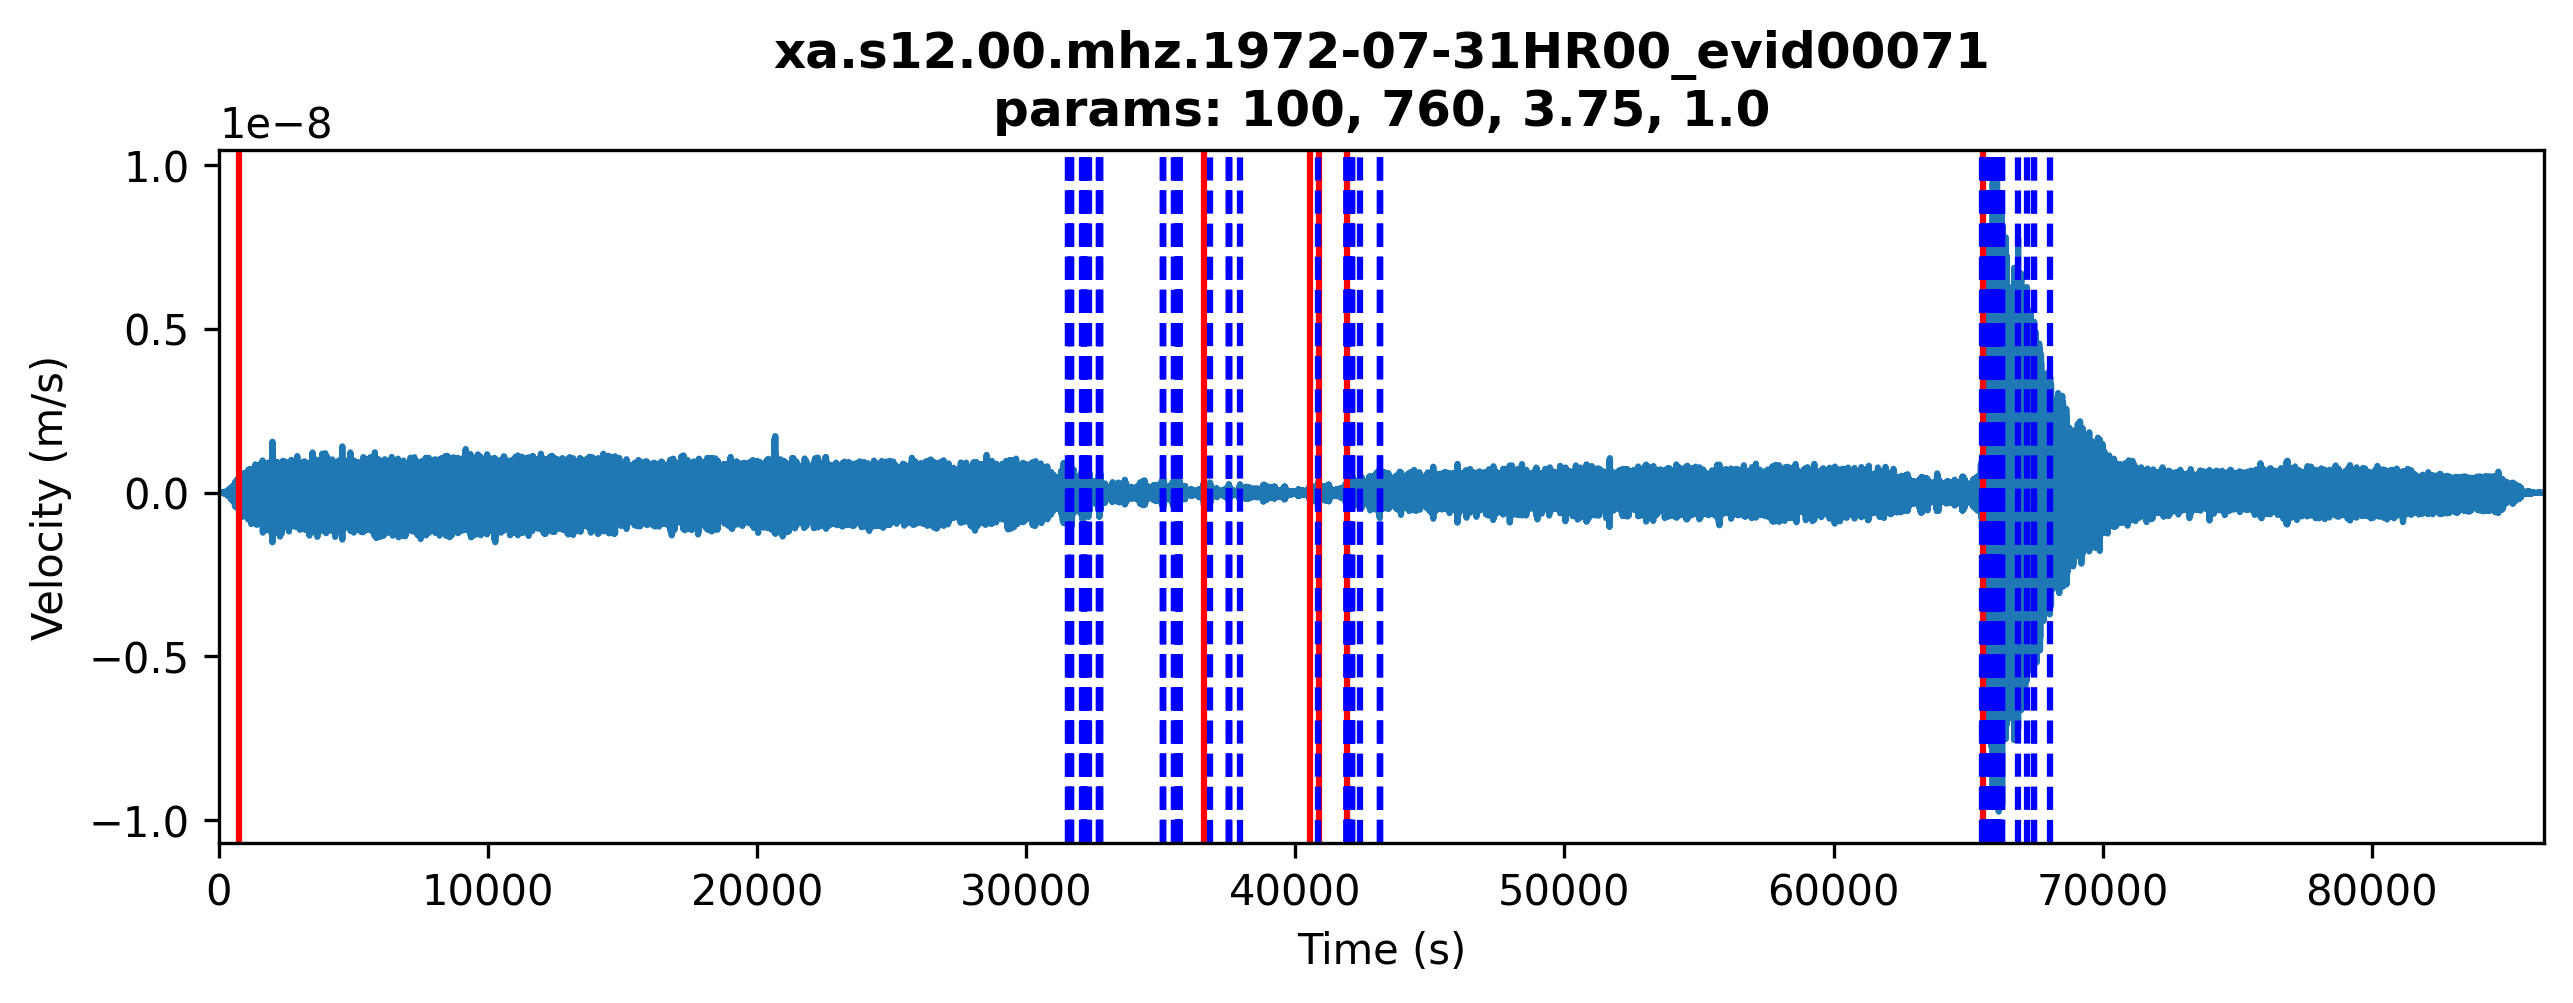 xa.s12.00.mhz.1972-07-31HR00_evid00071
params: 100, 760, 3.75, 1.0
1e−8
1.0
0.5
0.0
−0.5
−1.0
Velocity (m/s)
0 10000 20000 30000 40000 50000 60000 70000 80000
Time (s)